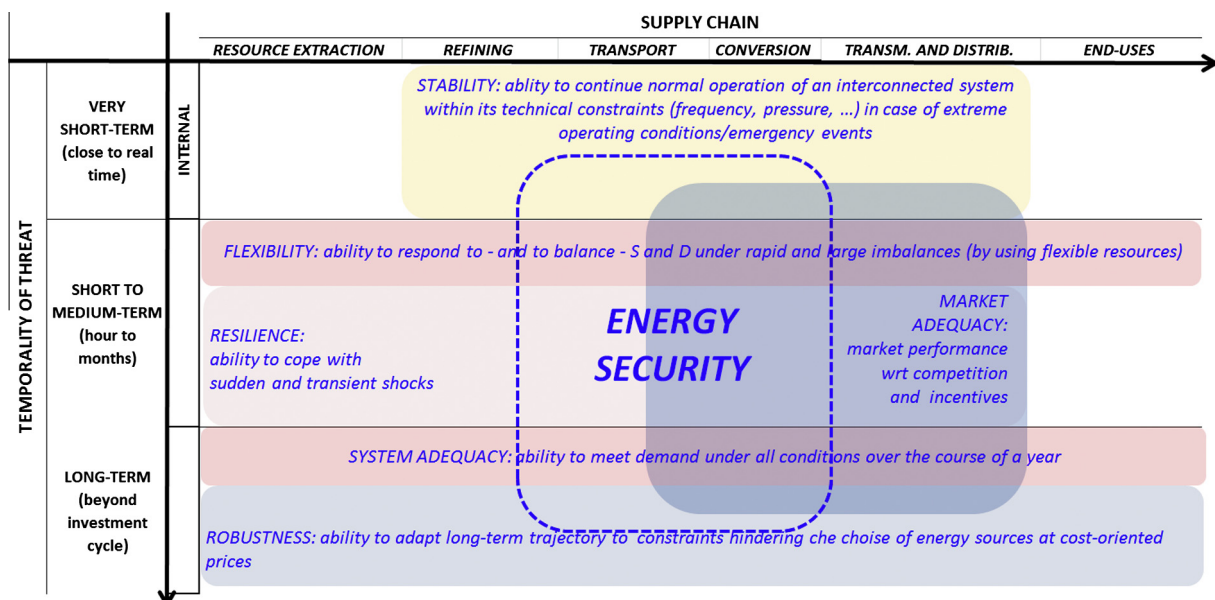 SUPPLY CHAIN
RESOURCE EXTRACTION REFINING TRANSPORT CONVERSION TRANSM. AND DISTRIB. END-USES
TEMPORALITY OF THREAT
VERY
SHORT-TERM
(close to real
time)
INTERNAL
STABILITY: ablity to continue normal operation of an interconnected system
within its technical constraints (frequency, pressure, …) in case of extreme
operating conditions/emergency events
SHORT TO
MEDIUM-TERM
(hour to
months)
FLEXIBILITY: ability to respond to - and to balance - S and D under rapid and large imbalances (by using flexible resources)
RESILIENCE:
ability to cope with
sudden and transient shocks
ENERGY
SECURITY
MARKET
ADEQUACY:
market performance
wrt competition
and incentives
LONG-TERM
(beyond
investment
cycle)
SYSTEM ADEQUACY: ability to meet demand under all conditions over the course of a year
ROBUSTNESS: ability to adapt long-term trajectory to constraints hindering che choise of energy sources at cost-oriented
prices